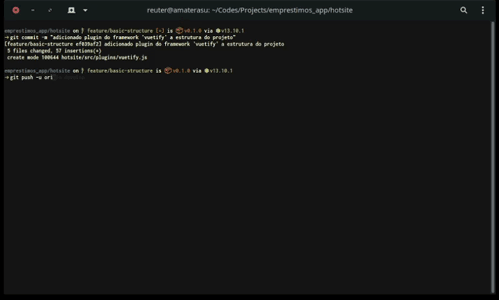 reuter@amaterasu:~/Codes/Projects/emprestimos_app/hotsite
emprestimos_app/hotsite on feature/basic-structure [+] is v0.1.0 via v13.10.1
→git commit -m "adicionado plugin do framework 'vuetify' a estrutura do projeto"
[feature/basic-structure ef039af2] adicionado plugin do framework 'vuetify' a estrutura do projeto
5 files changed, 57 insertions(+)
create mode 100644 hotsite/src/plugins/vuetify.js
emprestimos_app/hotsite on feature/basic-structure is v0.1.0 via v13.10.1
→git push -u ori